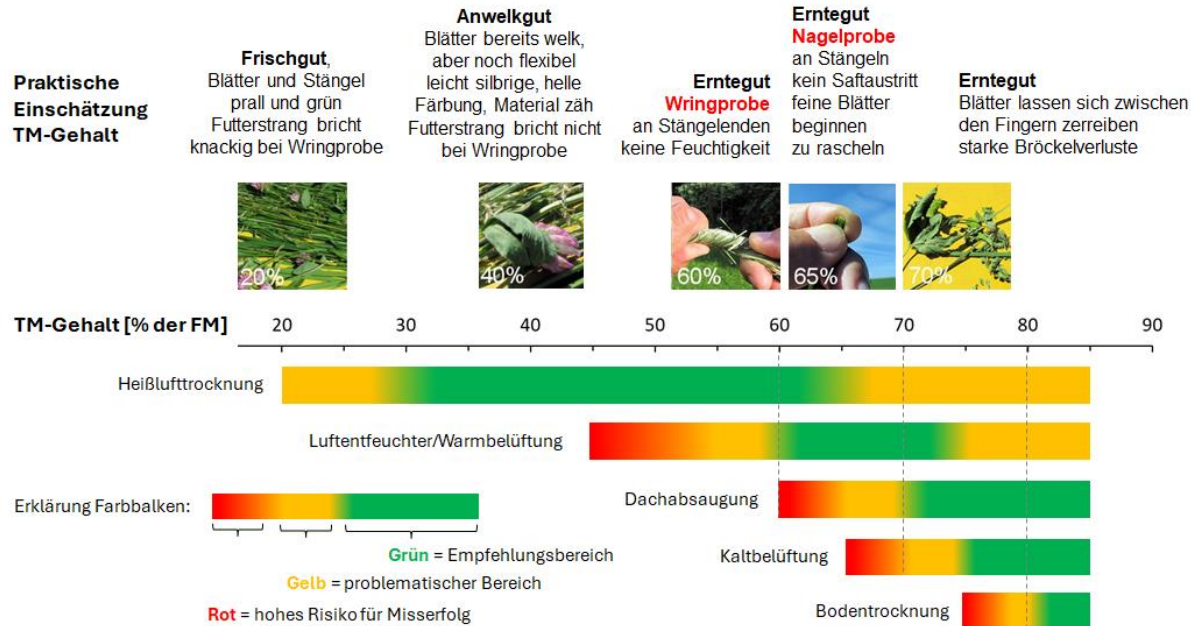 Praktische
Einschätzung
TM-Gehalt
Frischgut,
Blätter und Stängel
prall und grün
Futterstrang bricht
knackig bei Wringprobe
Anwelkgut
Blätter bereits welk,
aber noch flexibel
leicht silbrige, helle
Färbung, Material zäh
Futterstrang bricht nicht
bei Wringprobe
Erntegut
Wringprobe
an Stängelenden
keine Feuchtigkeit
Erntegut
Nagelprobe
an Stängeln
kein Saftaustritt
feine Blätter
beginnen
zu rascheln
Erntegut
Blätter lassen sich zwischen
den Fingern zerreiben
starke Bröckelverluste
20%
40%
60%
65%
70%
TM-Gehalt [% der FM]
20 30 40 50 60 70 80 90
Heißlufttrocknung
Luftentfeuchter/Warmbelüftung
Dachabsaugung
Kaltbelüftung
Bodentrocknung
Erklärung Farbbalken:
Grün = Empfehlungsbereich
Gelb = problematischer Bereich
Rot = hohes Risiko für Misserfolg